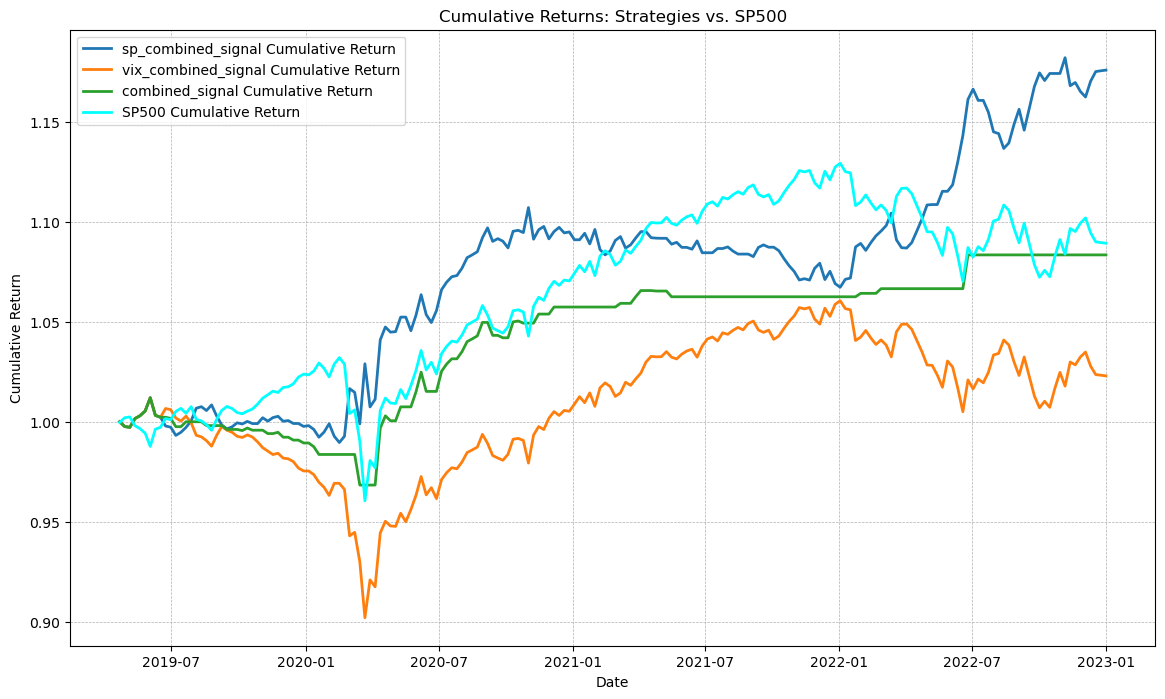 Cumulative Returns: Strategies vs. SP500
sp_combined_signal Cumulative Return
vix_combined_signal Cumulative Return
combined_signal Cumulative Return
SP500 Cumulative Return
Cumulative Return
1.15
1.10
1.05
1.00
0.95
0.90
2019-07 2020-01 2020-07 2021-01 2021-07 2022-01 2022-07 2023-01
Date